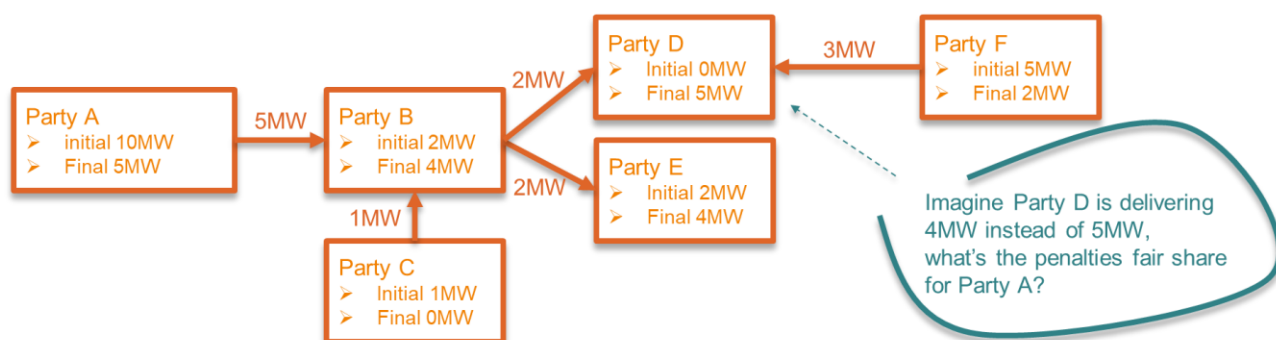 Party A
➢ initial 10MW
➢ Final 5MW
5MW
Party B
➢ initial 2MW
➢ Final 4MW
1MW
Party C
➢ Initial 1MW
➢ Final 0MW
2MW
Party D
➢ Initial 0MW
➢ Final 5MW
2MW
Party E
➢ Initial 2MW
➢ Final 4MW
3MW
Party F
➢ initial 5MW
➢ Final 2MW
Imagine Party D is delivering
4MW instead of 5MW,
what's the penalties fair share
for Party A?